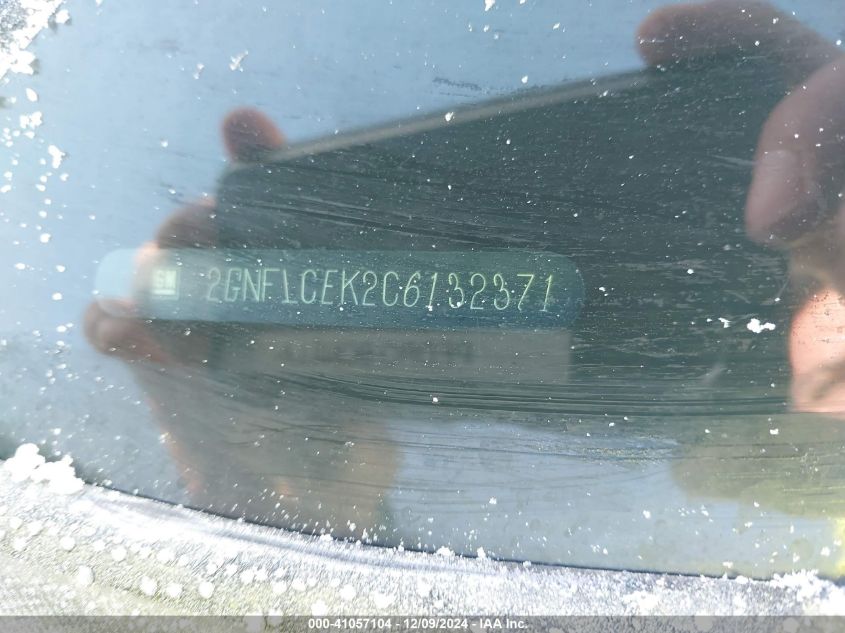 GM 2GNFLCEK2C6132371
000-41057104 - 12/09/2024 - IAA Inc.